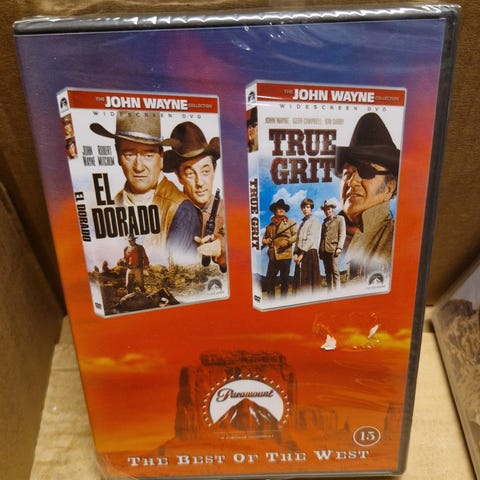 THE JOHN WAYNE COLLECTION
WIDESCREEN DVD
JOHN WAYNE
ROBERT MITCHUM
EL DORADO
EL DORADO
THE JOHN WAYNE COLLECTION
WIDESCREEN DVD
JOHN WAYNE GLEN CAMPBELL KIM DARBY
TRUE GRIT
TRUE GRIT
Paramount
15
THE BEST OF THE WEST